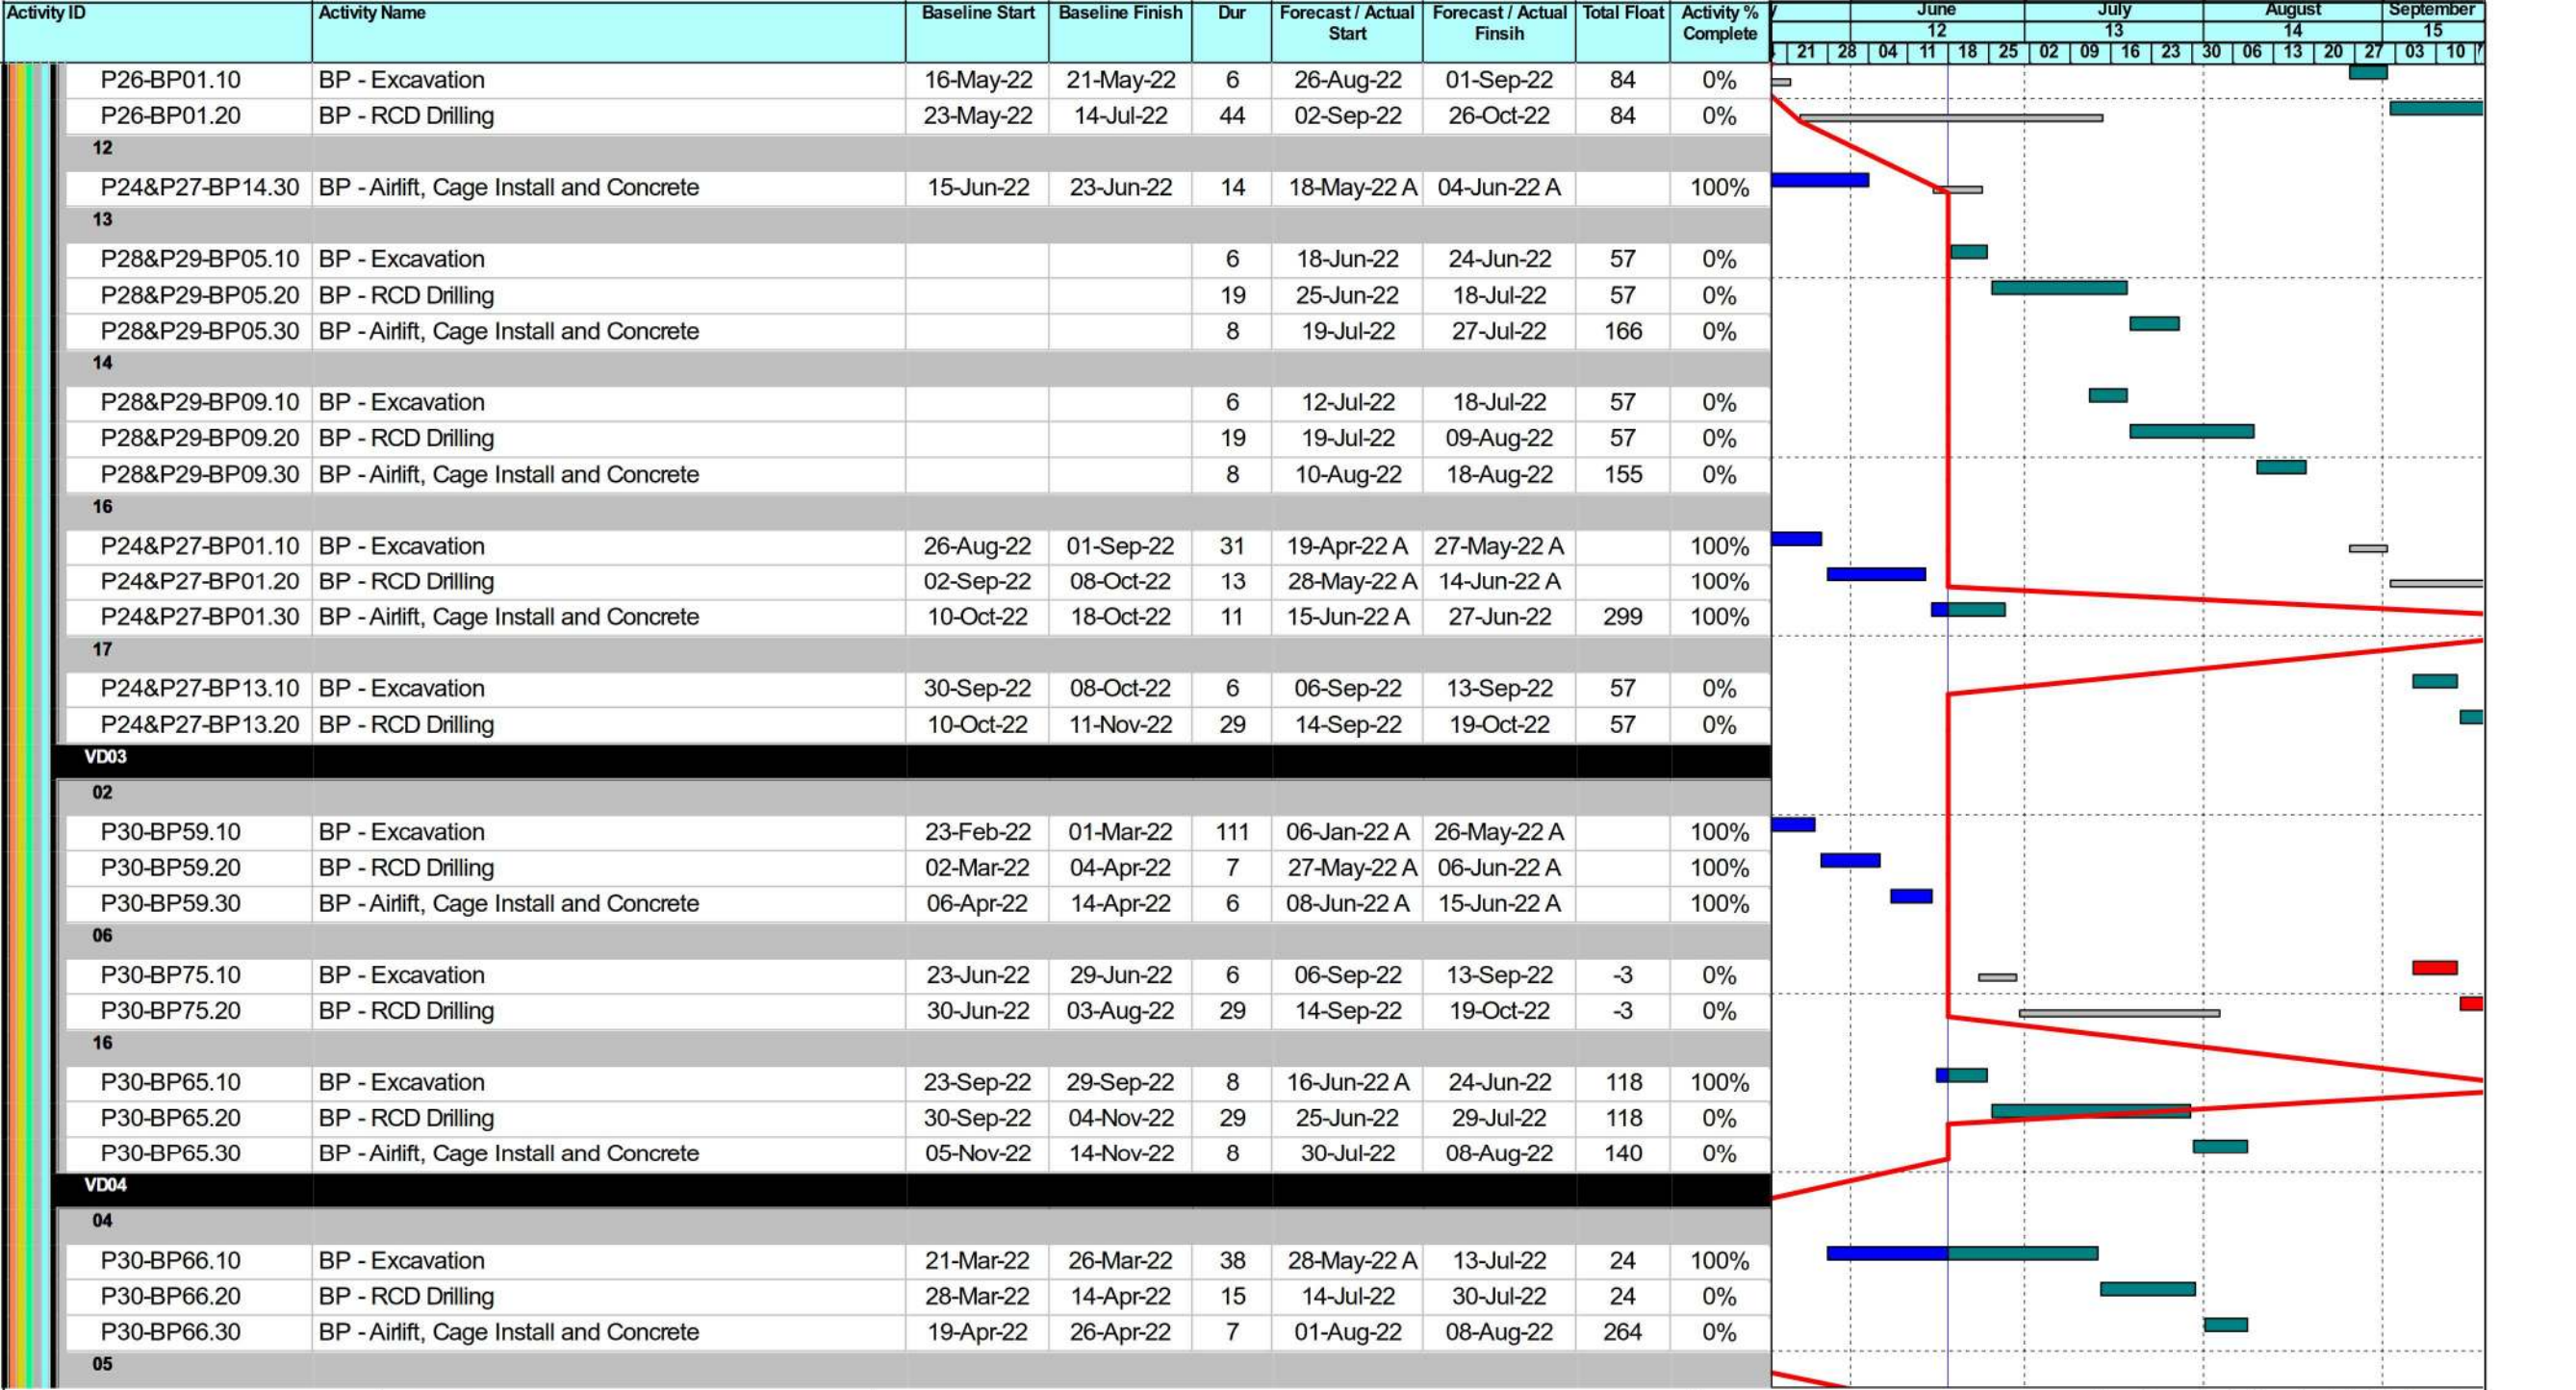 Activity ID Activity Name Baseline Start Baseline Finish Dur Forecast / Actual Start Forecast / Actual Finsih Total Float Activity % Complete
June July August September
12 13 14 15
21 28 04 11 18 25 02 09 16 23 30 06 13 20 27 03 10
P26-BP01.10 BP - Excavation 16-May-22 21-May-22 6 26-Aug-22 01-Sep-22 84 0%
P26-BP01.20 BP - RCD Drilling 23-May-22 14-Jul-22 44 02-Sep-22 26-Oct-22 84 0%
12
P24&P27-BP14.30 BP - Airlift, Cage Install and Concrete 15-Jun-22 23-Jun-22 14 18-May-22 A 04-Jun-22 A 100%
13
P28&P29-BP05.10 BP - Excavation 6 18-Jun-22 24-Jun-22 57 0%
P28&P29-BP05.20 BP - RCD Drilling 19 25-Jun-22 18-Jul-22 57 0%
P28&P29-BP05.30 BP - Airlift, Cage Install and Concrete 8 19-Jul-22 27-Jul-22 166 0%
14
P28&P29-BP09.10 BP - Excavation 6 12-Jul-22 18-Jul-22 57 0%
P28&P29-BP09.20 BP - RCD Drilling 19 19-Jul-22 09-Aug-22 57 0%
P28&P29-BP09.30 BP - Airlift, Cage Install and Concrete 8 10-Aug-22 18-Aug-22 155 0%
16
P24&P27-BP01.10 BP - Excavation 26-Aug-22 01-Sep-22 31 19-Apr-22 A 27-May-22 A 100%
P24&P27-BP01.20 BP - RCD Drilling 02-Sep-22 08-Oct-22 13 28-May-22 A 14-Jun-22 A 100%
P24&P27-BP01.30 BP - Airlift, Cage Install and Concrete 10-Oct-22 18-Oct-22 11 15-Jun-22 A 27-Jun-22 299 100%
17
P24&P27-BP13.10 BP - Excavation 30-Sep-22 08-Oct-22 6 06-Sep-22 13-Sep-22 57 0%
P24&P27-BP13.20 BP - RCD Drilling 10-Oct-22 11-Nov-22 29 14-Sep-22 19-Oct-22 57 0%
VD03
02
P30-BP59.10 BP - Excavation 23-Feb-22 01-Mar-22 111 06-Jan-22 A 26-May-22 A 100%
P30-BP59.20 BP - RCD Drilling 02-Mar-22 04-Apr-22 7 27-May-22 A 06-Jun-22 A 100%
P30-BP59.30 BP - Airlift, Cage Install and Concrete 06-Apr-22 14-Apr-22 6 08-Jun-22 A 15-Jun-22 A 100%
06
P30-BP75.10 BP - Excavation 23-Jun-22 29-Jun-22 6 06-Sep-22 13-Sep-22 -3 0%
P30-BP75.20 BP - RCD Drilling 30-Jun-22 03-Aug-22 29 14-Sep-22 19-Oct-22 -3 0%
16
P30-BP65.10 BP - Excavation 23-Sep-22 29-Sep-22 8 16-Jun-22 A 24-Jun-22 118 100%
P30-BP65.20 BP - RCD Drilling 30-Sep-22 04-Nov-22 29 25-Jun-22 29-Jul-22 118 0%
P30-BP65.30 BP - Airlift, Cage Install and Concrete 05-Nov-22 14-Nov-22 8 30-Jul-22 08-Aug-22 140 0%
VD04
04
P30-BP66.10 BP - Excavation 21-Mar-22 26-Mar-22 38 28-May-22 A 13-Jul-22 24 100%
P30-BP66.20 BP - RCD Drilling 28-Mar-22 14-Apr-22 15 14-Jul-22 30-Jul-22 24 0%
P30-BP66.30 BP - Airlift, Cage Install and Concrete 19-Apr-22 26-Apr-22 7 01-Aug-22 08-Aug-22 264 0%
05